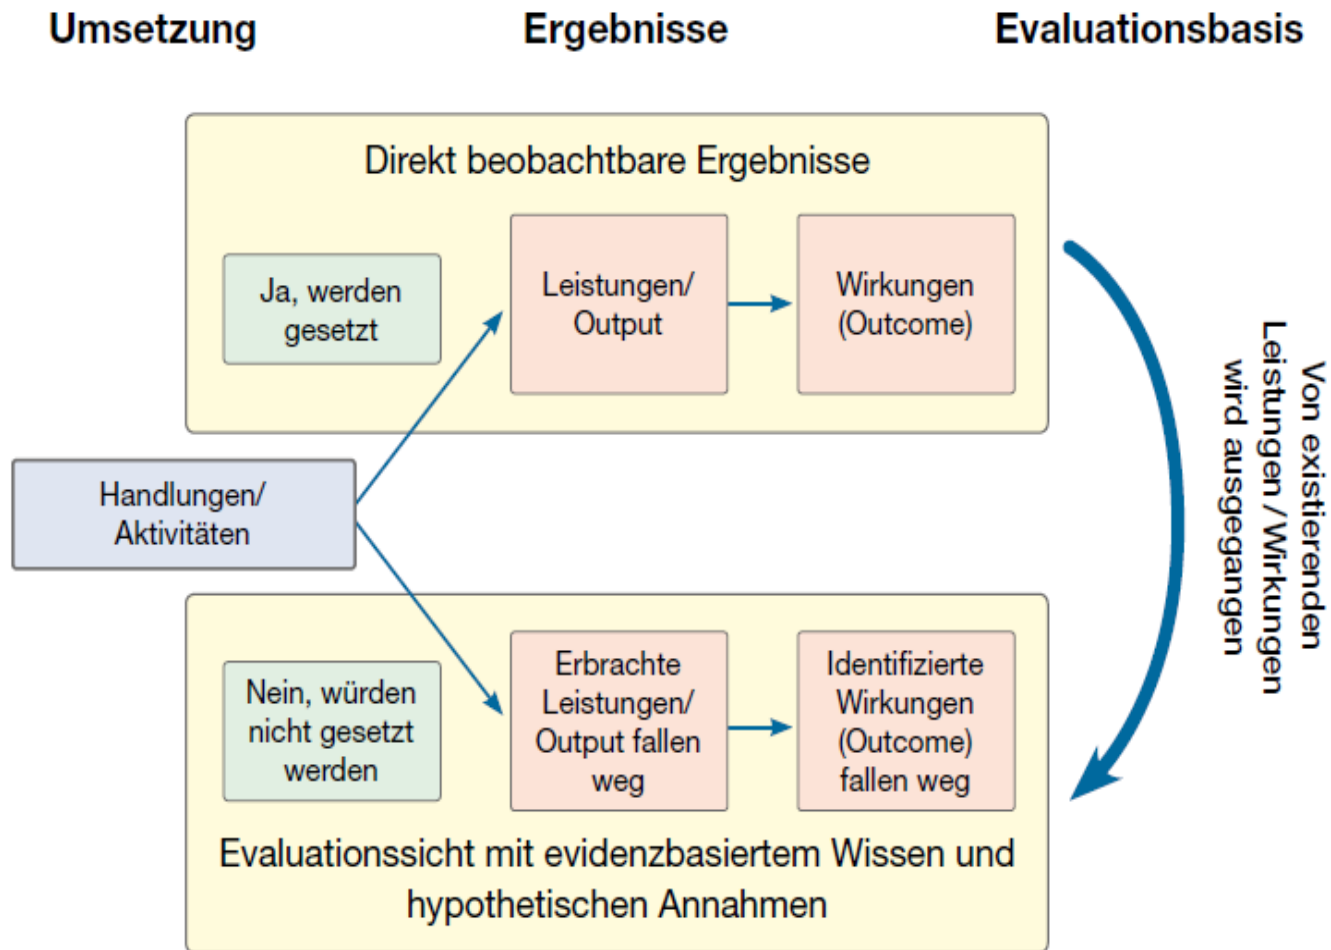 Umsetzung
Ergebnisse
Evaluationsbasis
Direkt beobachtbare Ergebnisse
Ja, werden
gesetzt
Leistungen/
Output
Wirkungen
(Outcome)
Handlungen/
Aktivitäten
Nein, würden
nicht gesetzt
werden
Erbrachte
Leistungen/
Output fallen
weg
Identifizierte
Wirkungen
(Outcome)
fallen weg
Evaluationssicht mit evidenzbasiertem Wissen und
hypothetischen Annahmen
Von existierenden
Leistungen / Wirkungen
wird ausgegangen